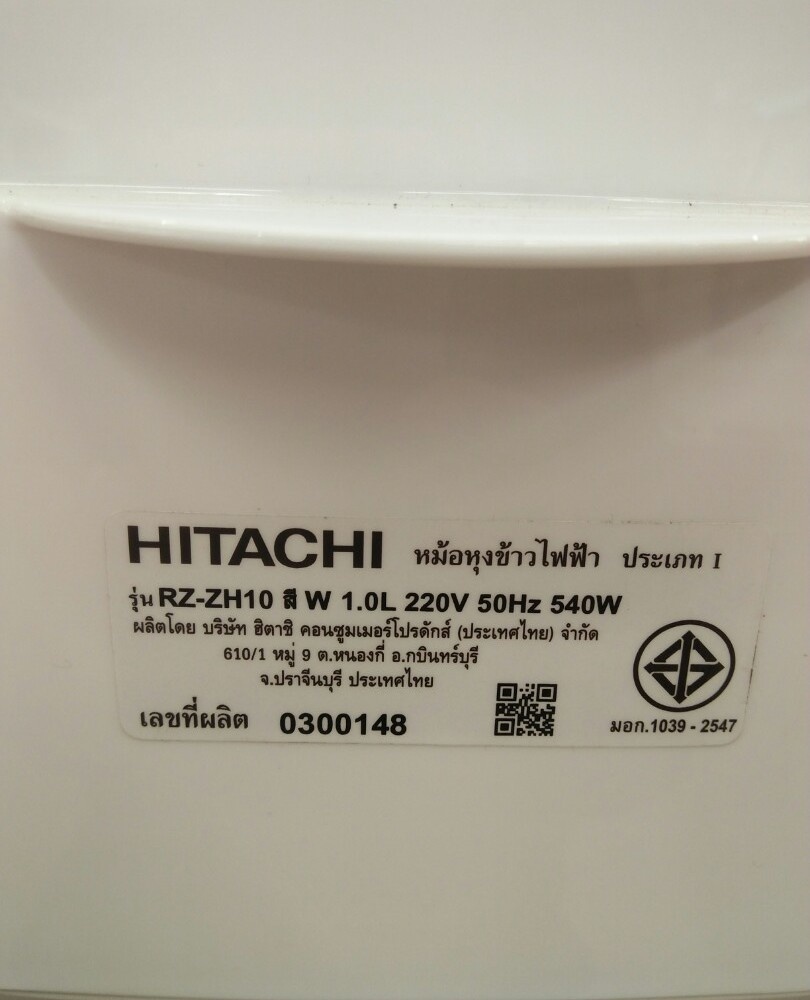 HITACHI หม้อหุงข้าวไฟฟ้า ประเภท I
รุ่น RZ-ZH10 สี W 1.0L 220V 50Hz 540W
ผลิตโดย บริษัท ฮิตาชิ คอนซูมเมอร์โปรดักส์ (ประเทศไทย) จำกัด
610/1 หมู่ 9 ต.หนองกี่ อ.กบินทร์บุรี
จ.ปราจีนบุรี ประเทศไทย
เลขที่ผลิต 0300148
มอก.1039 - 2547